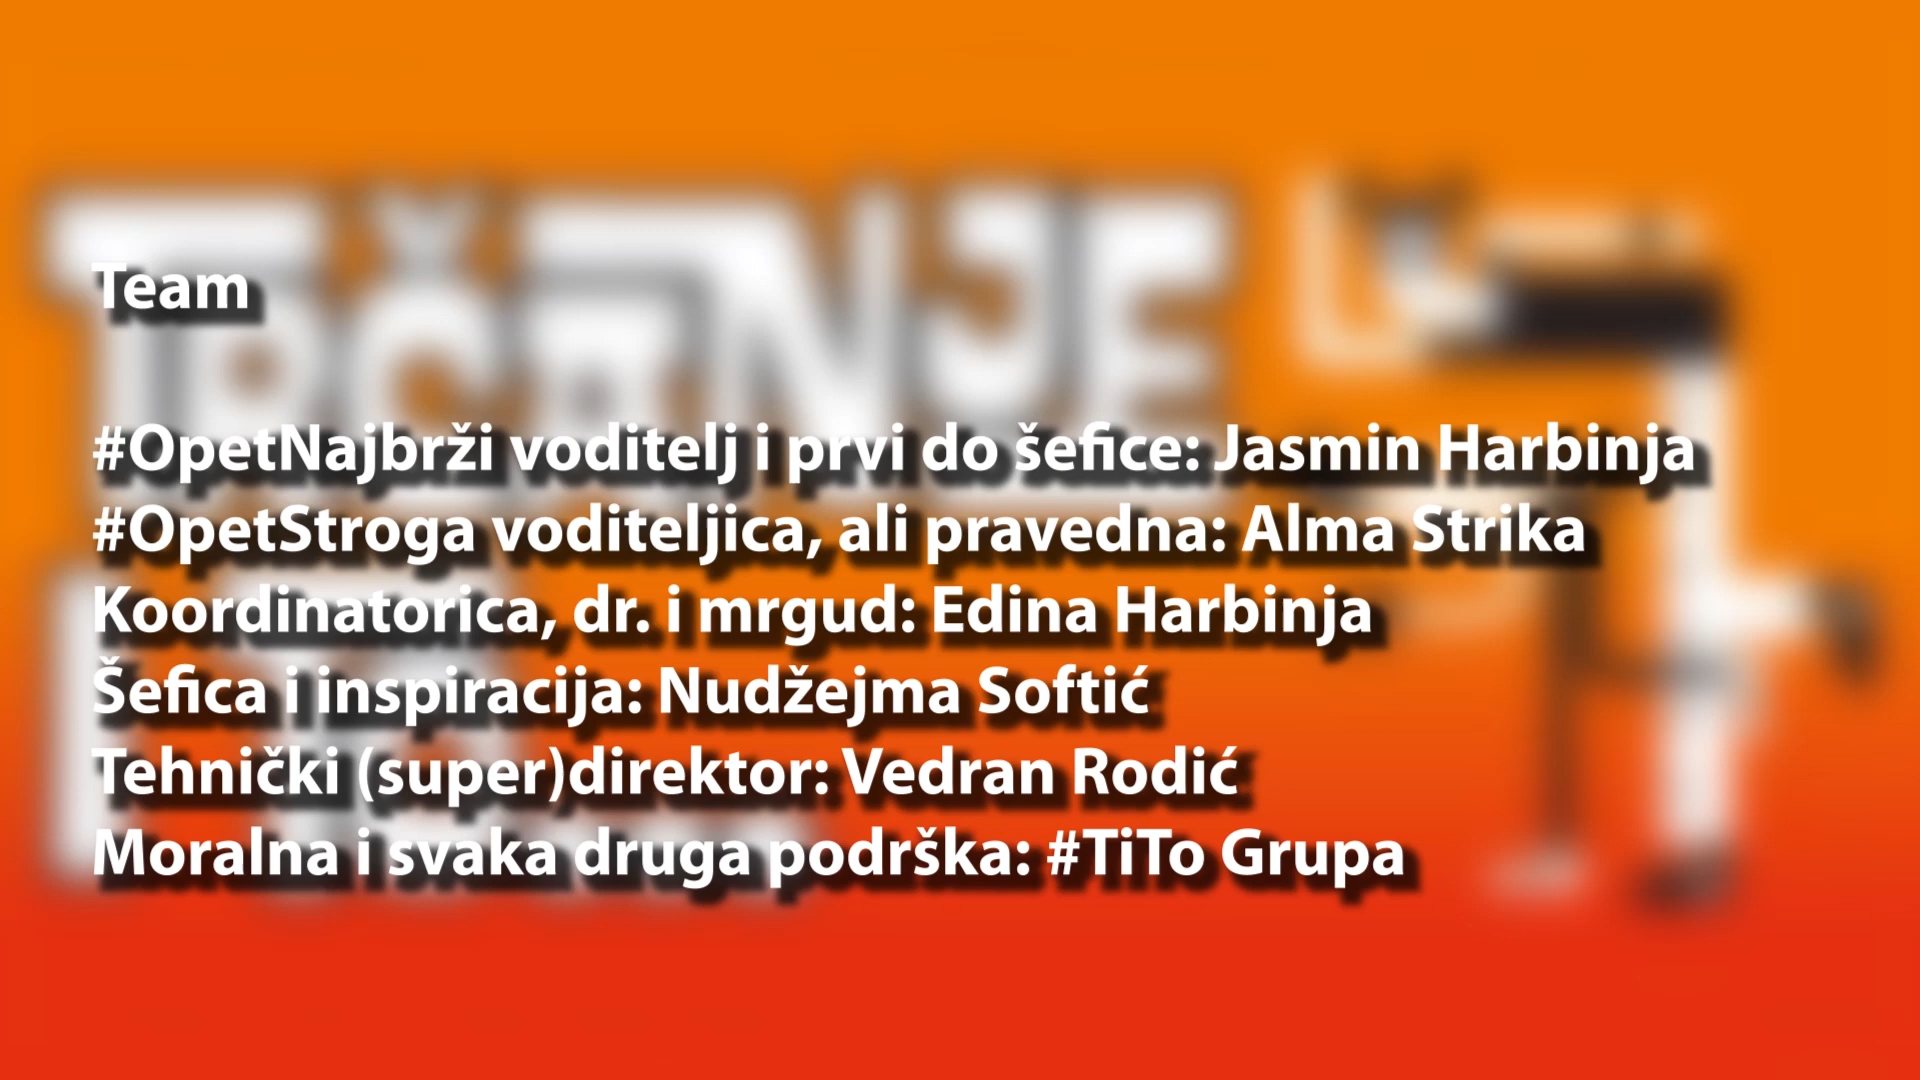 Team
#OpetNajbrži voditelj i prvi do šefice: Jasmin Harbinja
#OpetStroga voditeljica, ali pravedna: Alma Strika
Koordinatorica, dr. i mrgud: Edina Harbinja
Šefica i inspiracija: Nudžejma Softić
Tehnički (super)direktor: Vedran Rodić
Moralna i svaka druga podrška: #TiTo Grupa